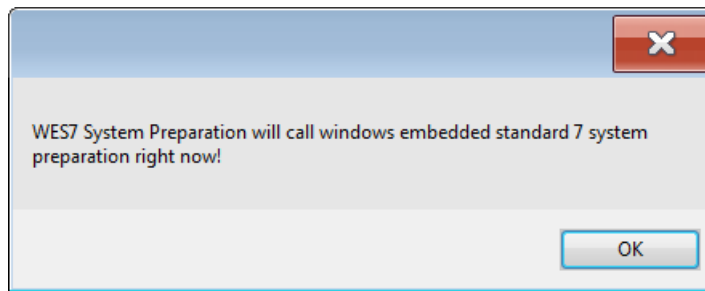 WES7 System Preparation will call windows embedded standard 7 system
preparation right now!
OK